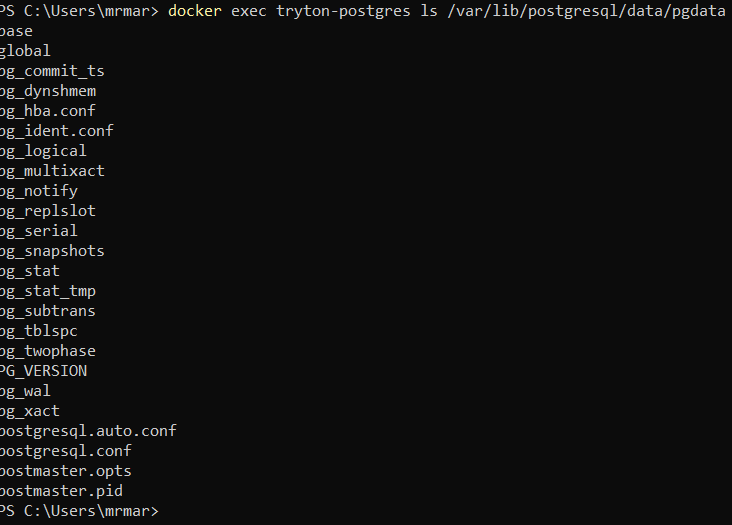 PS C:\Users\mrmar> docker exec tryton-postgres ls /var/lib/postgresql/data/pgdata
base
global
pg_commit_ts
pg_dynshmem
pg_hba.conf
pg_ident.conf
pg_logical
pg_multixact
pg_notify
pg_replslot
pg_serial
pg_snapshots
pg_stat
pg_stat_tmp
pg_subtrans
pg_tblspc
pg_twophase
PG_VERSION
pg_wal
pg_xact
postgresql.auto.conf
postgresql.conf
postmaster.opts
postmaster.pid
PS C:\Users\mrmar>